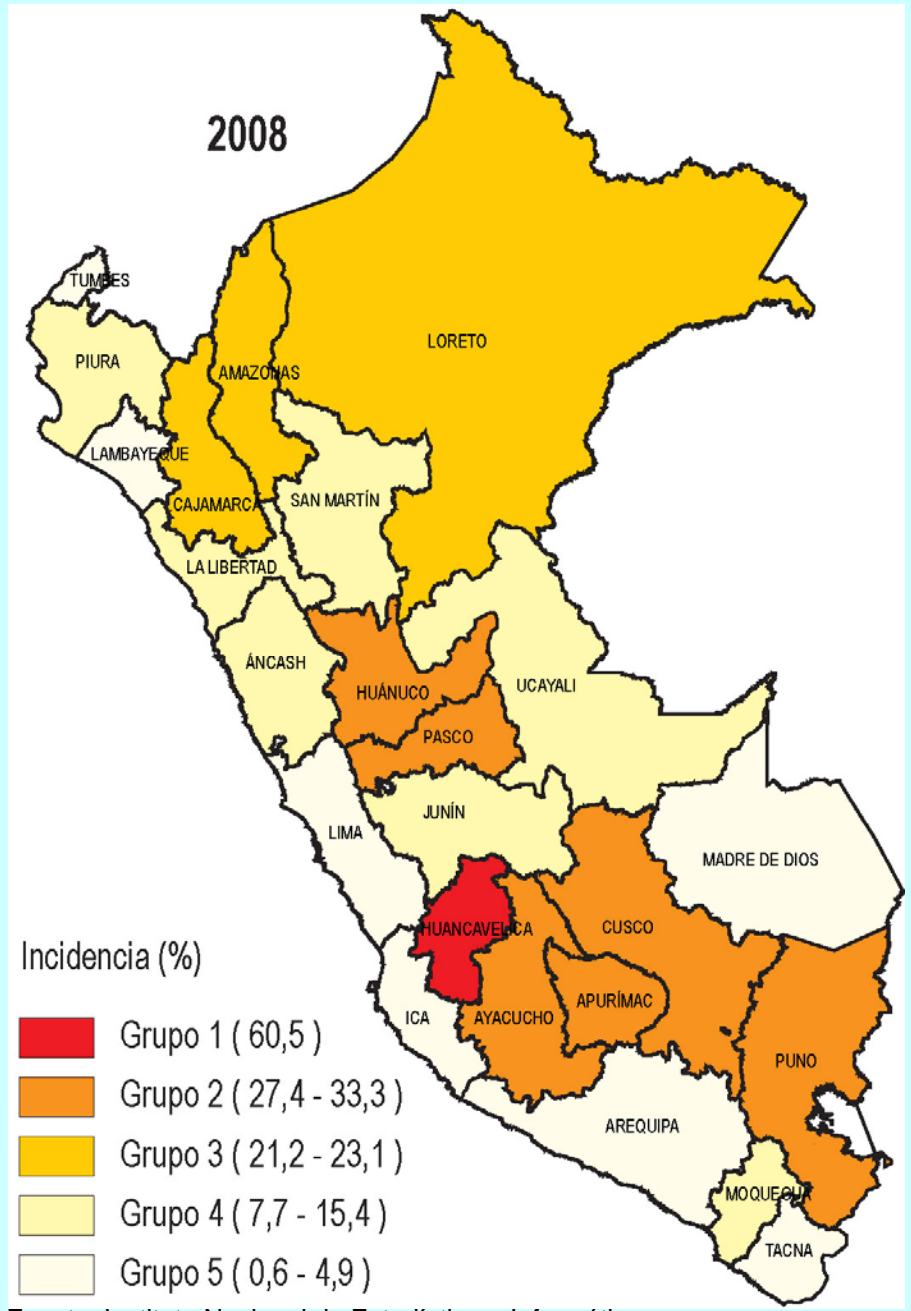 2008
TUMBES
LORETO
PIURA
AMAZONAS
LAMBAYEQUE
SAN MARTÍN
CAJAMARCA
LA LIBERTAD
ÁNCASH
UCAYALI
HUÁNUCO
PASCO
JUNÍN
LIMA
MADRE DE DIOS
HUANCAVELICA
CUSCO
APURÍMAC
ICA
AYACUCHO
PUNO
AREQUIPA
MOQUEGUA
TACNA
Incidencia (%)
Grupo 1 ( 60,5 )
Grupo 2 ( 27,4 - 33,3 )
Grupo 3 ( 21,2 - 23,1 )
Grupo 4 ( 7,7 - 15,4 )
Grupo 5 ( 0,6 - 4,9 )